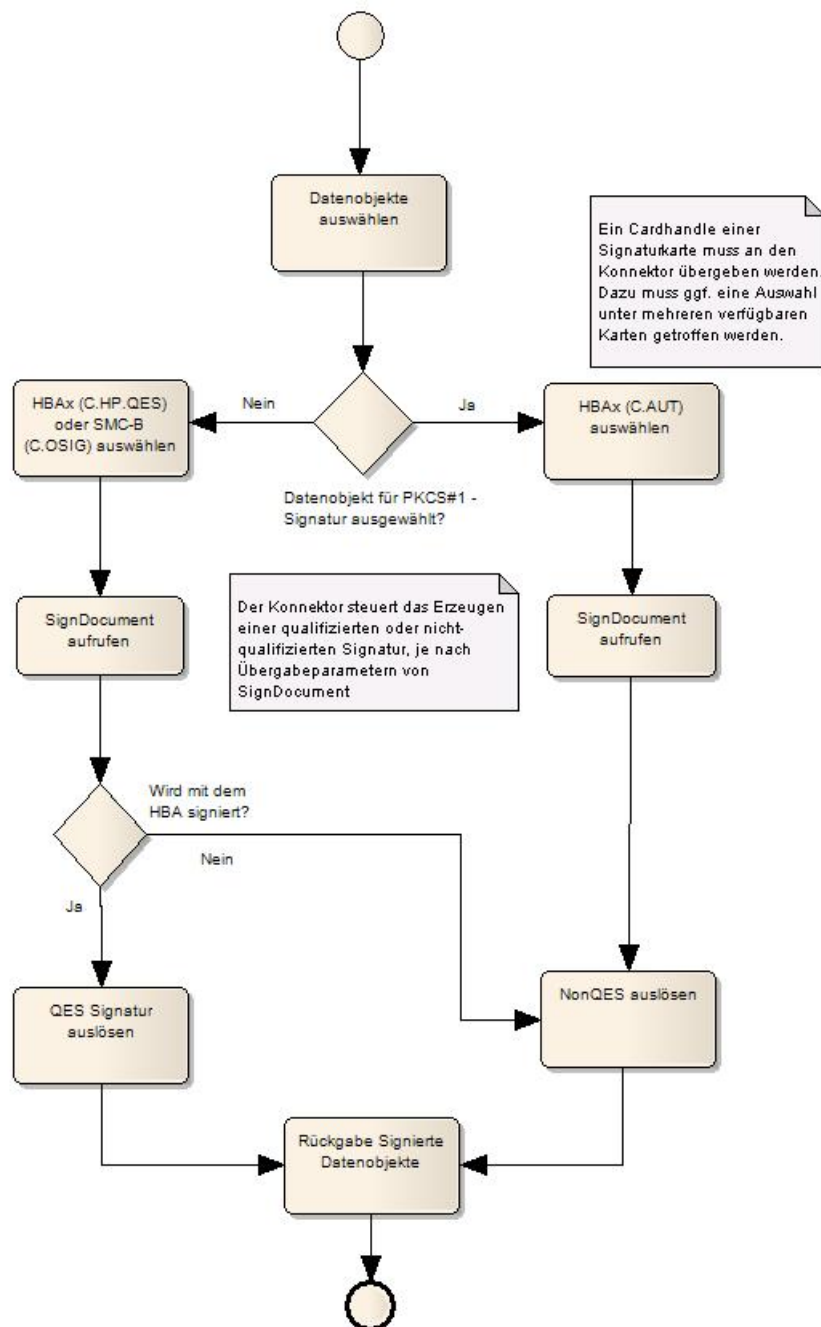 Datenobjekte
auswählen
Ein Cardhandle einer
Signaturkarte muss an den
Konnektor übergeben werden.
Dazu muss ggf. eine Auswahl
unter mehreren verfügbaren
Karten getroffen werden.
HBAx (C.HP.QES)
oder SMC-B
(C.OSIG) auswählen
Nein
Ja
HBAx (C.AUT)
auswählen
Datenobjekt für PKCS#1 -
Signatur ausgewählt?
SignDocument
aufrufen
Der Konnektor steuert das Erzeugen
einer qualifizierten oder nicht-
qualifizierten Signatur, je nach
Übergabeparametern von
SignDocument
SignDocument
aufrufen
Wird mit dem
HBA signiert?
Nein
Ja
QES Signatur
auslösen
NonQES auslösen
Rückgabe Signierte
Datenobjekte